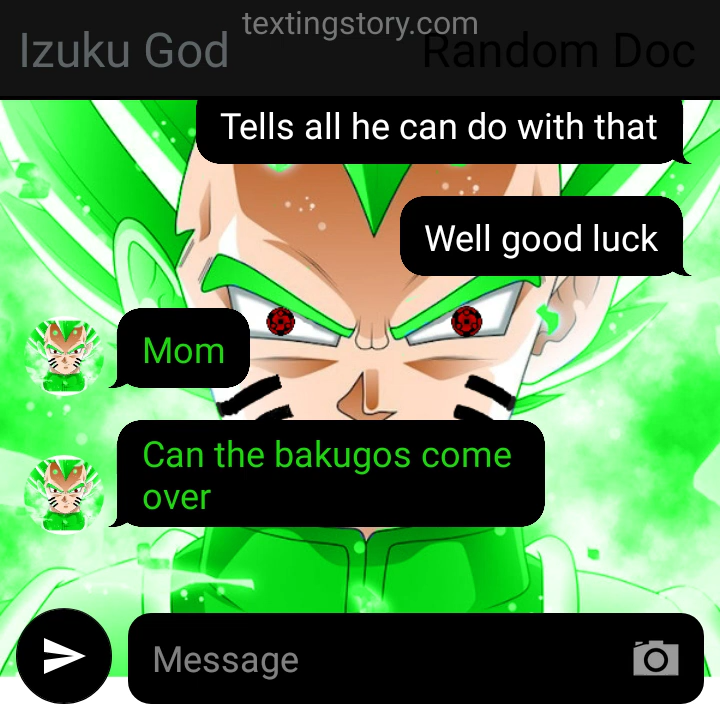 textingstory.com
Izuku God
Random Doc
Tells all he can do with that
Well good luck
Mom
Can the bakugos come
over
Message